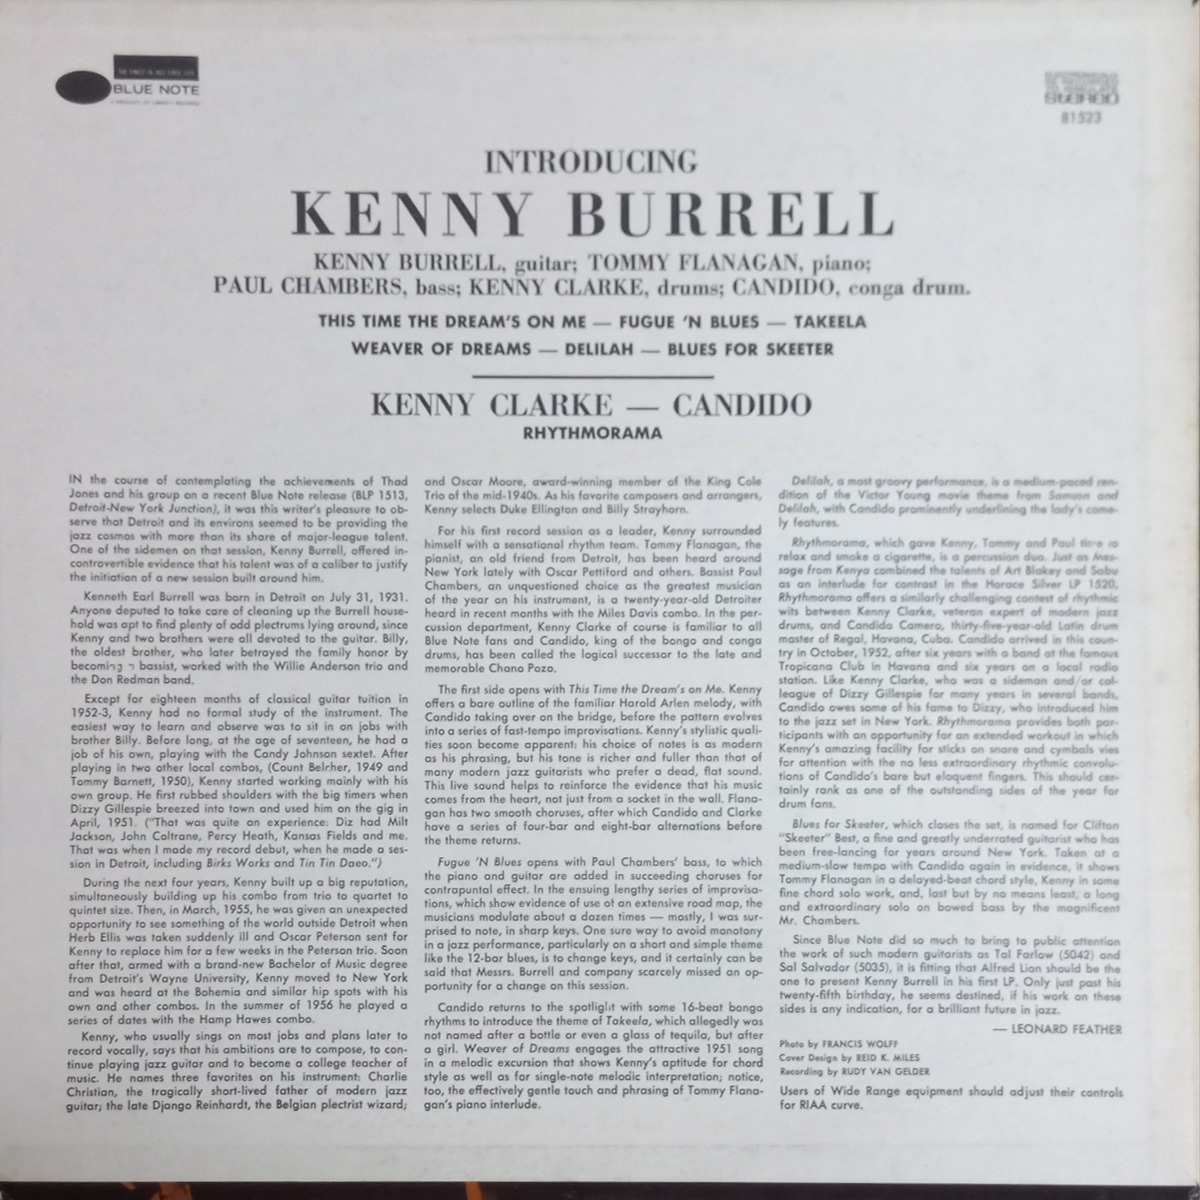 THE FINEST IN JAZZ SINCE 1939
BLUE NOTE
A PRODUCT OF LIBERTY RECORDS
stereo
81523
INTRODUCING
KENNY BURRELL
KENNY BURRELL, guitar; TOMMY FLANAGAN, piano;
PAUL CHAMBERS, bass; KENNY CLARKE, drums; CANDIDO, conga drum.
THIS TIME THE DREAM'S ON ME — FUGUE 'N BLUES — TAKEELA
WEAVER OF DREAMS — DELILAH — BLUES FOR SKEETER
KENNY CLARKE — CANDIDO
RHYTHMORAMA
IN the course of contemplating the achievements of Thad
Jones and his group on a recent Blue Note release (BLP 1513,
Detroit-New York Junction), it was this writer's pleasure to ob-
serve that Detroit and its environs seemed to be providing the
jazz cosmos with more than its share of major-league talent.
One of the sidemen on that session, Kenny Burrell, offered in-
controvertible evidence that his talent was of a caliber to justify
the initiation of a new session built around him.
Kenneth Earl Burrell was born in Detroit on July 31, 1931.
Anyone deputed to take care of cleaning up the Burrell house-
hold was apt to find plenty of odd plectrums lying around, since
Kenny and two brothers were all devoted to the guitar. Billy,
the oldest brother, who later betrayed the family honor by
becoming a bassist, worked with the Willie Anderson trio and
the Don Redman band.
Except for eighteen months of classical guitar tuition in
1952-3, Kenny had no formal study of the instrument. The
easiest way to learn and observe was to sit in on jobs with
brother Billy. Before long, at the age of seventeen, he had a
job of his own, playing with the Candy Johnson sextet. After
playing in two other local combos, (Count Belcher, 1949 and
Tommy Barnett, 1950), Kenny started working mainly with his
own group. He first rubbed shoulders with the big timers when
Dizzy Gillespie breezed into town and used him on the gig in
April, 1951. ("That was quite an experience: Diz had Milt
Jackson, John Coltrane, Percy Heath, Kansas Fields and me.
That was when I made my record debut, when he made a ses-
sion in Detroit, including Birks Works and Tin Tin Daeo.")
During the next four years, Kenny built up a big reputation,
simultaneously building up his combo from trio to quartet to
quintet size. Then, in March, 1955, he was given an unexpected
opportunity to see something of the world outside Detroit when
Herb Ellis was taken suddenly ill and Oscar Peterson sent for
Kenny to replace him for a few weeks in the Peterson trio. Soon
after that, armed with a brand-new Bachelor of Music degree
from Detroit's Wayne University, Kenny moved to New York
and was heard at the Bohemia and similar hip spots with his
own and other combos. In the summer of 1956 he played a
series of dates with the Hamp Hawes combo.
Kenny, who usually sings on most jobs and plans later to
record vocally, says that his ambitions are to compose, to con-
tinue playing jazz guitar and to become a college teacher of
music. He names three favorites on his instrument: Charlie
Christian, the tragically short-lived father of modern jazz
guitar; the late Django Reinhardt, the Belgian plectrist wizard;
and Oscar Moore, award-winning member of the King Cole
Trio of the mid-1940s. As his favorite composers and arrangers,
Kenny selects Duke Ellington and Billy Strayhorn.
For his first record session as a leader, Kenny surrounded
himself with a sensational rhythm team. Tommy Flanagan, the
pianist, an old friend from Detroit, has been heard around
New York lately with Oscar Pettiford and others. Bassist Paul
Chambers, an unquestioned choice as the greatest musician
of the year on his instrument, is a twenty-year-old Detroiter
heard in recent months with the Miles Davis combo. In the per-
cussion department, Kenny Clarke of course is familiar to all
Blue Note fans and Candido, king of the bongo and conga
drums, has been called the logical successor to the late and
memorable Chano Pozo.
The first side opens with This Time the Dream's on Me. Kenny
offers a bare outline of the familiar Harold Arlen melody, with
Candido taking over on the bridge, before the pattern evolves
into a series of fast-tempo improvisations. Kenny's stylistic quali-
ties soon become apparent: his choice of notes is as modern
as his phrasing, but his tone is richer and fuller than that of
many modern jazz guitarists who prefer a dead, flat sound.
This live sound helps to reinforce the evidence that his music
comes from the heart, not just from a socket in the wall. Flana-
gan has two smooth choruses, after which Candido and Clarke
have a series of four-bar and eight-bar alternations before
the theme returns.
Fugue 'N Blues opens with Paul Chambers' bass, to which
the piano and guitar are added in succeeding choruses for
contrapuntal effect. In the ensuing lengthy series of improvisa-
tions, which show evidence of use of an extensive road map, the
musicians modulate about a dozen times — mostly, I was sur-
prised to note, in sharp keys. One sure way to avoid monotony
in a jazz performance, particularly on a short and simple theme
like the 12-bar blues, is to change keys, and it certainly can be
said that Messrs. Burrell and company scarcely missed an op-
portunity for a change on this session.
Candido returns to the spotlight with some 16-beat bongo
rhythms to introduce the theme of Takeela, which allegedly was
not named after a bottle or even a glass of tequila, but after
a girl. Weaver of Dreams engages the attractive 1951 song
in a melodic excursion that shows Kenny's aptitude for chord
style as well as for single-note melodic interpretation; notice,
too, the effectively gentle touch and phrasing of Tommy Flana-
gan's piano interlude.
Delilah, a most groovy performance, is a medium-paced ren-
dition of the Victor Young movie theme from Samson and
Delilah, with Candido prominently underlining the lady's come-
ly features.
Rhythmorama, which gave Kenny, Tommy and Paul time to
relax and smoke a cigarette, is a percussion duo. Just as Mes-
sage from Kenya combined the talents of Art Blakey and Sabu
as an interlude for contrast in the Horace Silver LP 1520,
Rhythmorama offers a similarly challenging contest of rhythmic
wits between Kenny Clarke, veteran expert of modern jazz
drums, and Candido Camero, thirty-five-year-old Latin drum
master of Regal, Havana, Cuba. Candido arrived in this coun-
try in October, 1952, after six years with a band at the famous
Tropicana Club in Havana and six years on a local radio
station. Like Kenny Clarke, who was a sideman and/or col-
league of Dizzy Gillespie for many years in several bands,
Candido owes some of his fame to Dizzy, who introduced him
to the jazz set in New York. Rhythmorama provides both par-
ticipants with an opportunity for an extended workout in which
Kenny's amazing facility for sticks on snare and cymbals vies
for attention with the no less extraordinary rhythmic convolu-
tions of Candido's bare but eloquent fingers. This should cer-
tainly rank as one of the outstanding sides of the year for
drum fans.
Blues for Skeeter, which closes the set, is named for Clifton
"Skeeter" Best, a fine and greatly underrated guitarist who has
been free-lancing for years around New York. Taken at a
medium-slow tempo with Candido again in evidence, it shows
Tommy Flanagan in a delayed-beat chord style, Kenny in some
fine chord solo work, and, last but by no means least, a long
and extraordinary solo on bowed bass by the magnificent
Mr. Chambers.
Since Blue Note did so much to bring to public attention
the work of such modern guitarists as Tal Farlow (5042) and
Sal Salvador (5035), it is fitting that Alfred Lion should be the
one to present Kenny Burrell in his first LP. Only just past his
twenty-fifth birthday, he seems destined, if his work on these
sides is any indication, for a brilliant future in jazz.
— LEONARD FEATHER
Photo by FRANCIS WOLFF
Cover Design by REID K. MILES
Recording by RUDY VAN GELDER
Users of Wide Range equipment should adjust their controls
for RIAA curve.